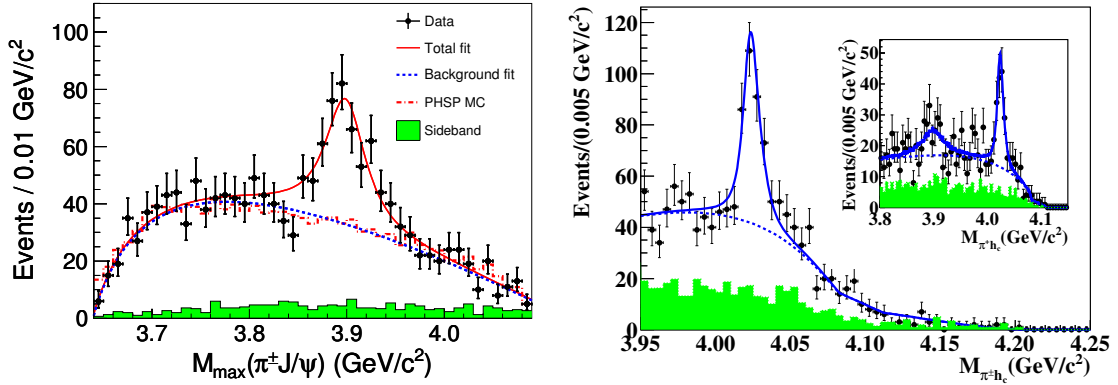 Events / 0.01 GeV/c²
100
80
60
40
20
0
3.7 3.8 3.9 4.0
M_max(π±J/ψ) (GeV/c²)
Data
Total fit
Background fit
PHSP MC
Sideband
Events/(0.005 GeV/c²)
120
100
80
60
40
20
0
3.95 4.00 4.05 4.10 4.15 4.20 4.25
M_π±h_c(GeV/c²)
Events/(0.005 GeV/c²)
50
40
30
20
10
0
3.8 3.9 4.0 4.1
M_π⁺h_c(GeV/c²)